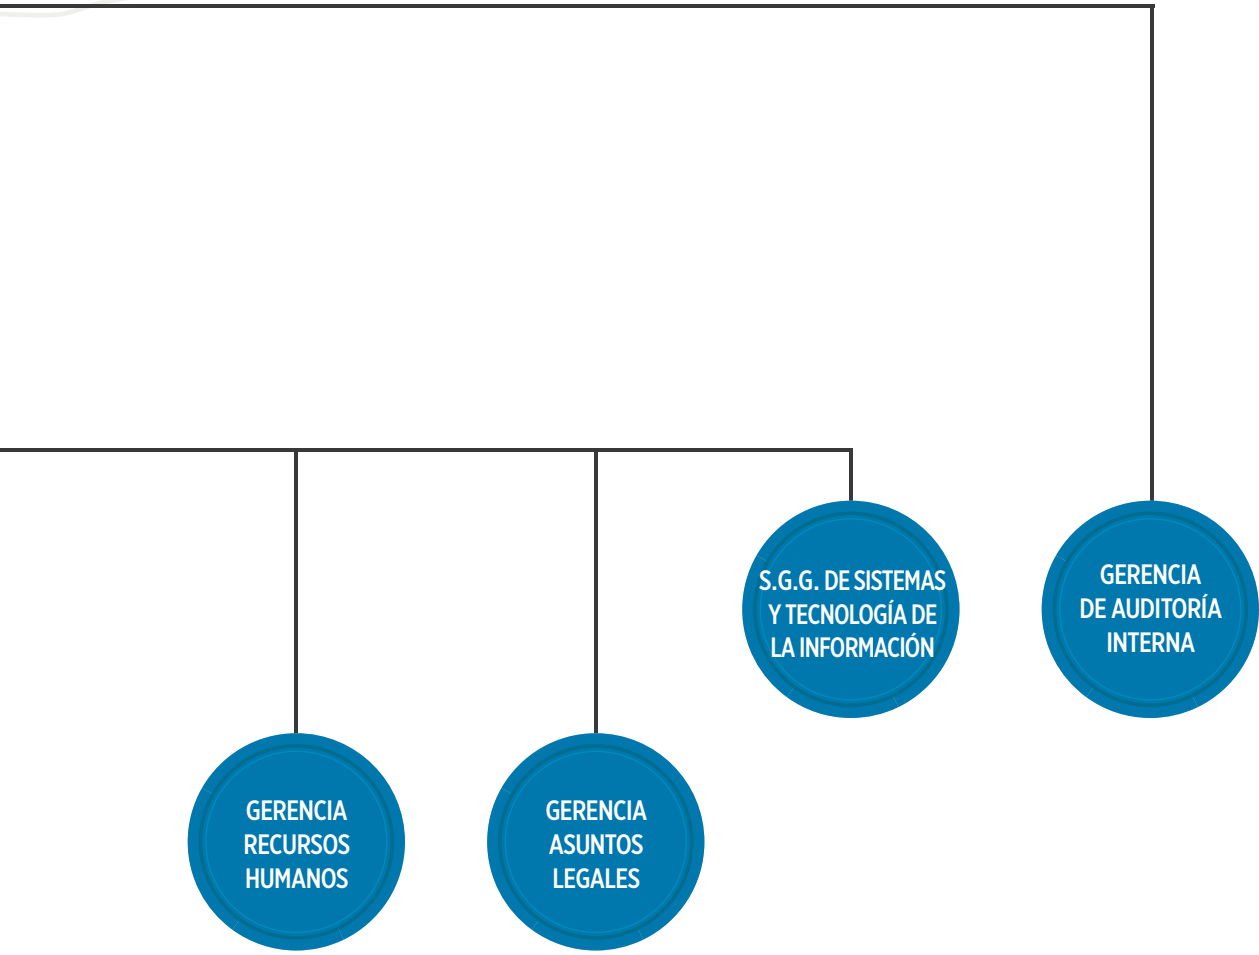 S.G.G. DE SISTEMAS
Y TECNOLOGÍA DE
LA INFORMACIÓN
GERENCIA
DE AUDITORÍA
INTERNA
GERENCIA
RECURSOS
HUMANOS
GERENCIA
ASUNTOS
LEGALES